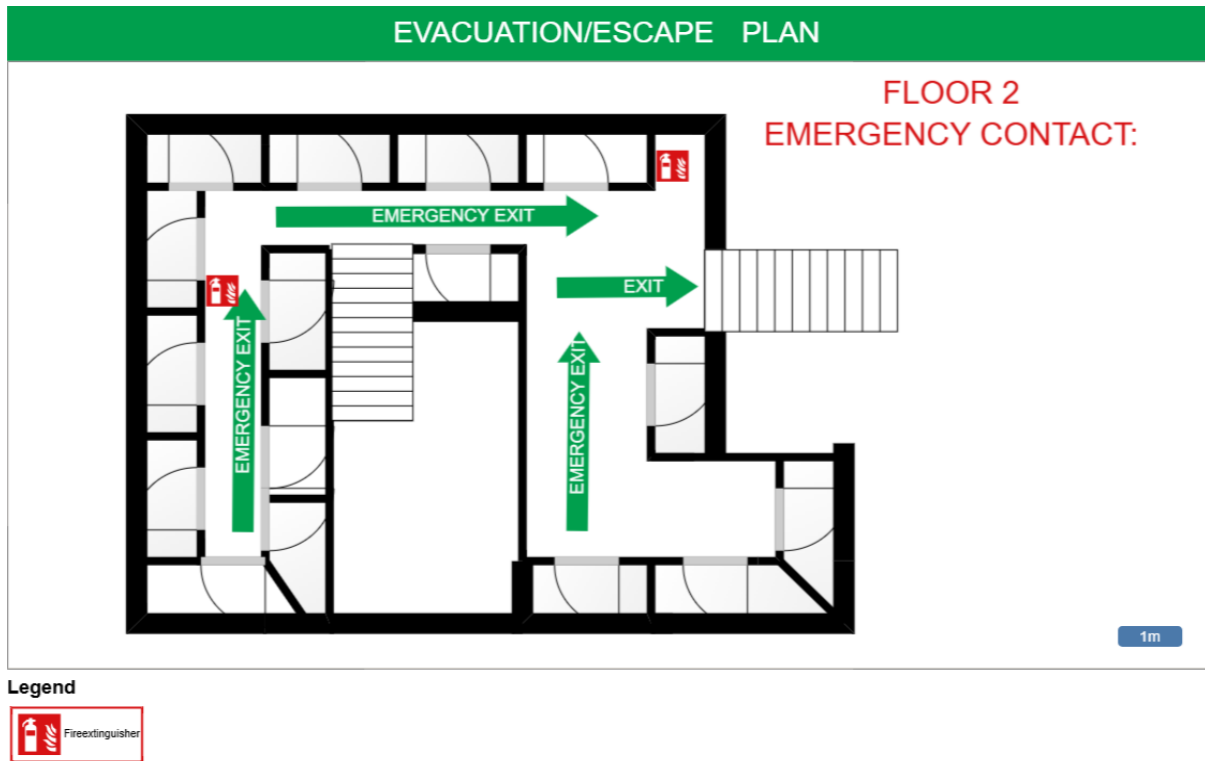 EVACUATION/ESCAPE PLAN
FLOOR 2
EMERGENCY CONTACT:
EMERGENCY EXIT
EXIT
EMERGENCY EXIT
EMERGENCY EXIT
1m
Legend
Fireextinguisher